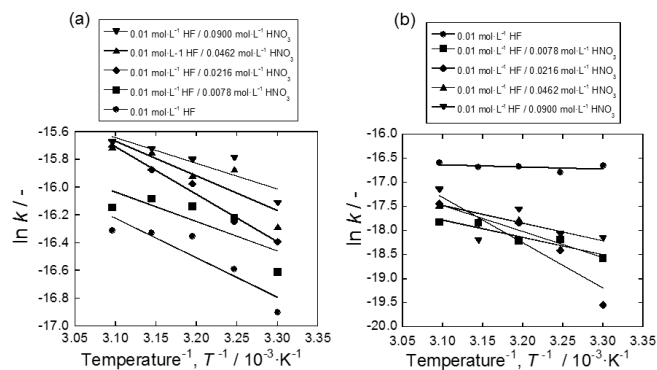 (a)
0.01 mol·L⁻¹ HF / 0.0900 mol·L⁻¹ HNO₃
0.01 mol·L-1 HF / 0.0462 mol·L⁻¹ HNO₃
0.01 mol·L⁻¹ HF / 0.0216 mol·L⁻¹ HNO₃
0.01 mol·L⁻¹ HF / 0.0078 mol·L⁻¹ HNO₃
0.01 mol·L⁻¹ HF
ln k / -
-15.6
-15.8
-16.0
-16.2
-16.4
-16.6
-16.8
-17.0
3.05 3.10 3.15 3.20 3.25 3.30 3.35
Temperature⁻¹, T⁻¹ / 10⁻³·K⁻¹
(b)
0.01 mol·L⁻¹ HF
0.01 mol·L⁻¹ HF / 0.0078 mol·L⁻¹ HNO₃
0.01 mol·L⁻¹ HF / 0.0216 mol·L⁻¹ HNO₃
0.01 mol·L⁻¹ HF / 0.0462 mol·L⁻¹ HNO₃
0.01 mol·L⁻¹ HF / 0.0900 mol·L⁻¹ HNO₃
ln k / -
-16.0
-16.5
-17.0
-17.5
-18.0
-18.5
-19.0
-19.5
-20.0
3.05 3.10 3.15 3.20 3.25 3.30 3.35
Temperature⁻¹, T⁻¹ / 10⁻³·K⁻¹